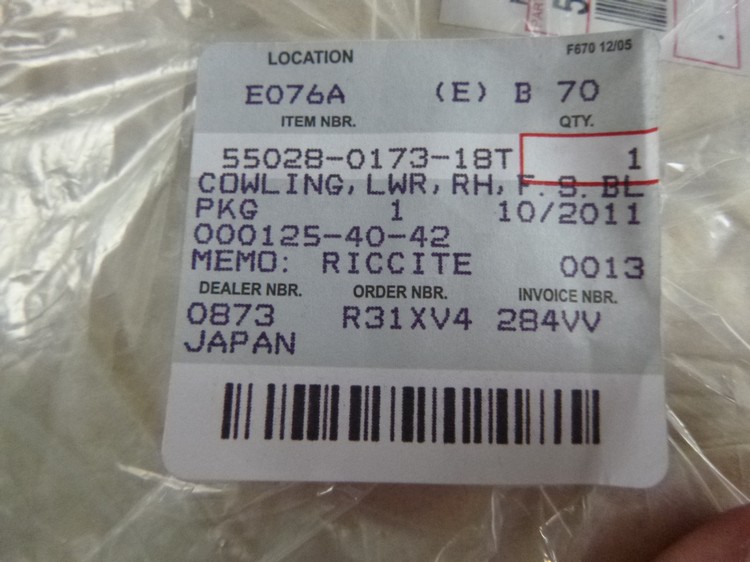 LOCATION F670 12/05
E076A (E) B 70
ITEM NBR. QTY.
55028-0173-18T 1
COWLING, LWR, RH, F. S. BL
PKG 1 10/2011
000125-40-42
MEMO: RICCITE 0013
DEALER NBR. ORDER NBR. INVOICE NBR.
0873 R31XV4 284VV
JAPAN